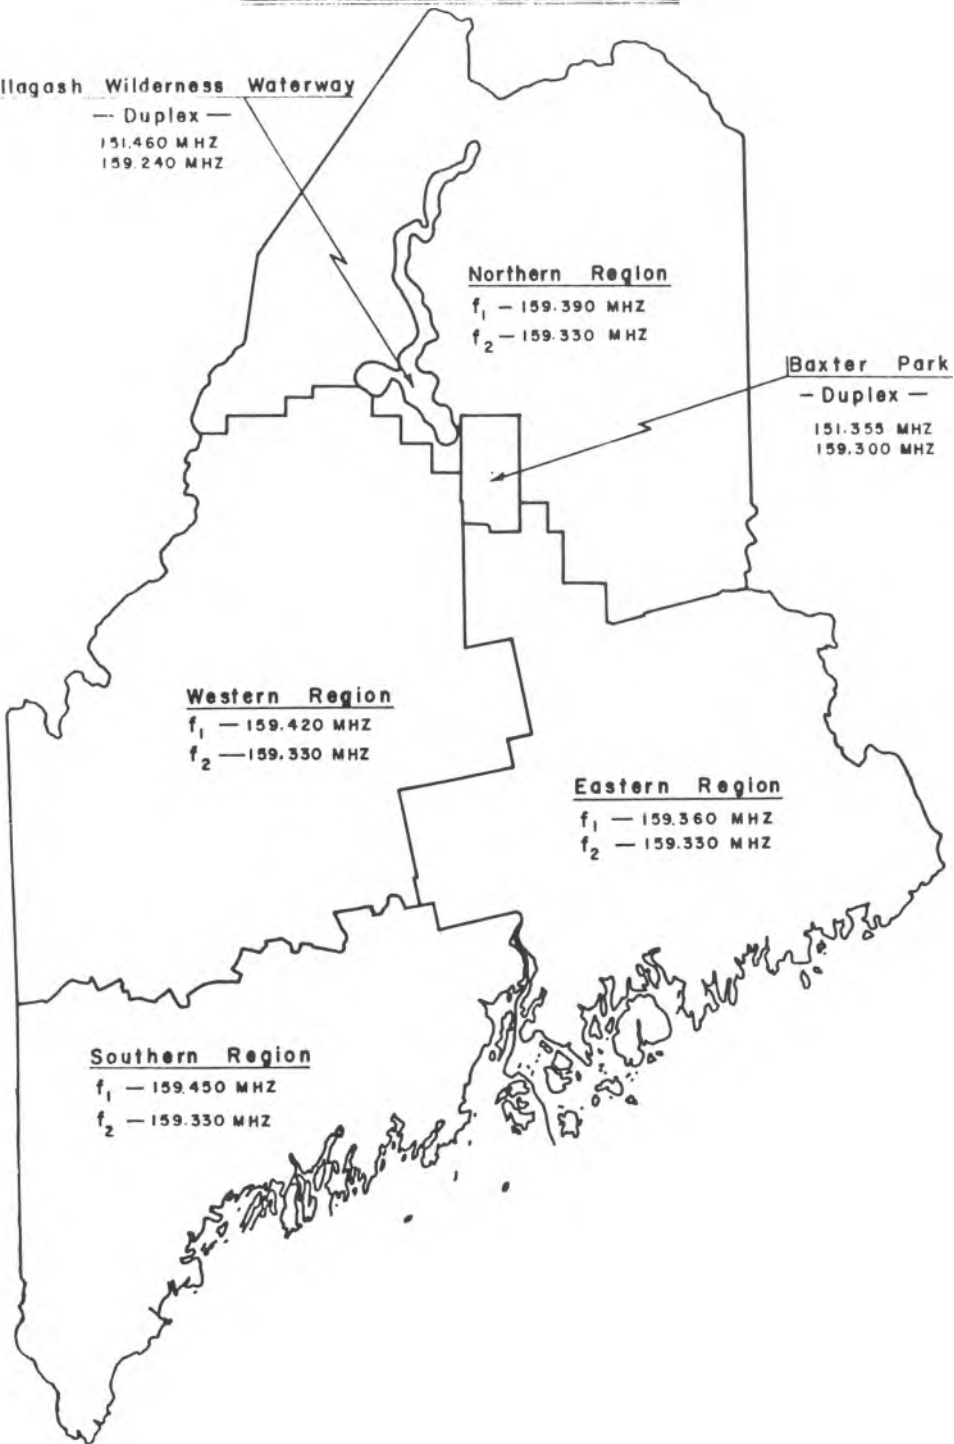 llagash Wilderness Waterway
— Duplex —
151.460 MHZ
159.240 MHZ
Northern Region
f₁ — 159.390 MHZ
f₂ — 159.330 MHZ
Baxter Park
— Duplex —
151.355 MHZ
159.300 MHZ
Western Region
f₁ — 159.420 MHZ
f₂ — 159.330 MHZ
Eastern Region
f₁ — 159.360 MHZ
f₂ — 159.330 MHZ
Southern Region
f₁ — 159.450 MHZ
f₂ — 159.330 MHZ